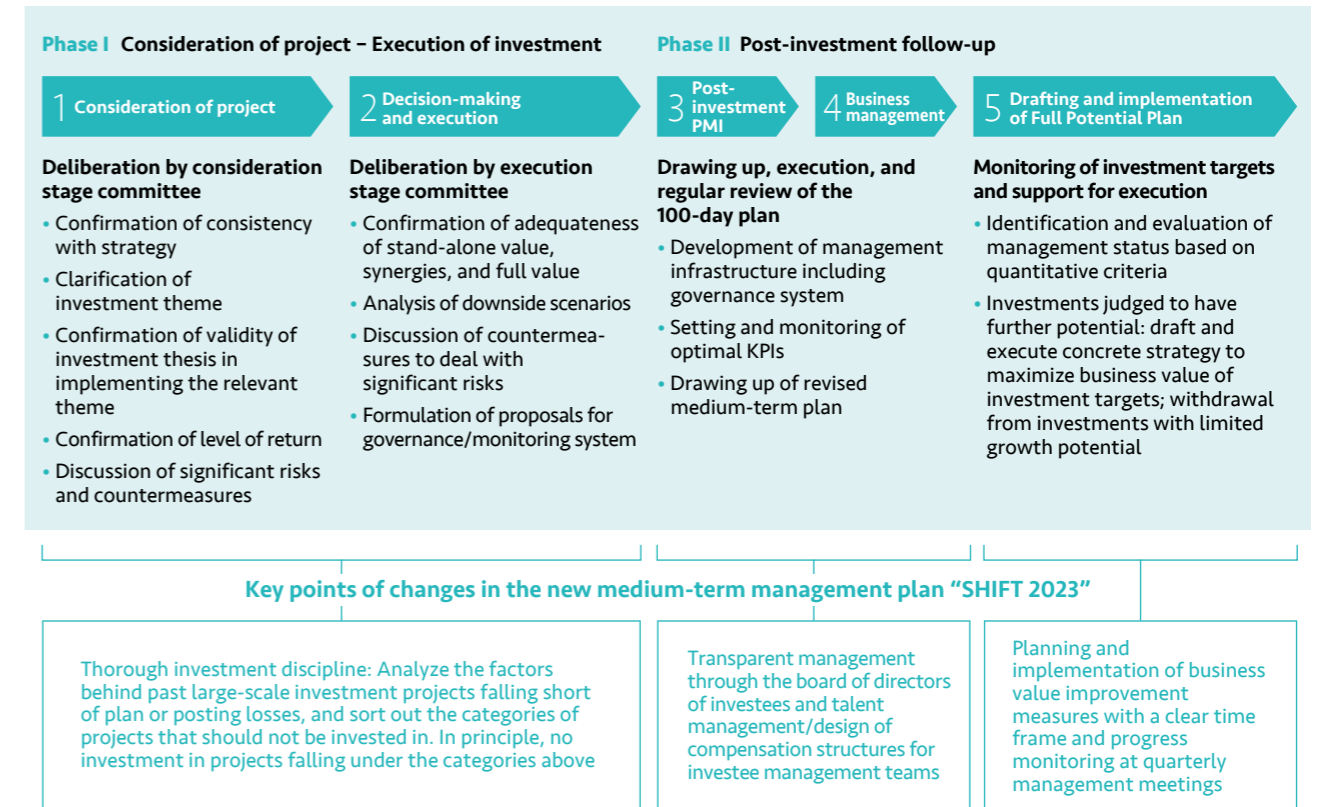 Phase I Consideration of project – Execution of investment
Phase II Post-investment follow-up
1 Consideration of project
2 Decision-making
and execution
3 Post-
investment
PMI
4 Business
management
5 Drafting and implementation
of Full Potential Plan
Deliberation by consideration
stage committee
• Confirmation of consistency
with strategy
• Clarification of
investment theme
• Confirmation of validity of
investment thesis in
implementing the relevant
theme
• Confirmation of level of return
• Discussion of significant risks
and countermeasures
Deliberation by execution
stage committee
• Confirmation of adequateness
of stand-alone value,
synergies, and full value
• Analysis of downside scenarios
• Discussion of countermea-
sures to deal with
significant risks
• Formulation of proposals for
governance/monitoring system
Drawing up, execution, and
regular review of the
100-day plan
• Development of management
infrastructure including
governance system
• Setting and monitoring of
optimal KPIs
• Drawing up of revised
medium-term plan
Monitoring of investment targets
and support for execution
• Identification and evaluation of
management status based on
quantitative criteria
• Investments judged to have
further potential: draft and
execute concrete strategy to
maximize business value of
investment targets; withdrawal
from investments with limited
growth potential
Key points of changes in the new medium-term management plan “SHIFT 2023”
Thorough investment discipline: Analyze the factors
behind past large-scale investment projects falling short
of plan or posting losses, and sort out the categories of
projects that should not be invested in. In principle, no
investment in projects falling under the categories above
Transparent management
through the board of directors
of investees and talent
management/design of
compensation structures for
investee management teams
Planning and
implementation of business
value improvement
measures with a clear time
frame and progress
monitoring at quarterly
management meetings